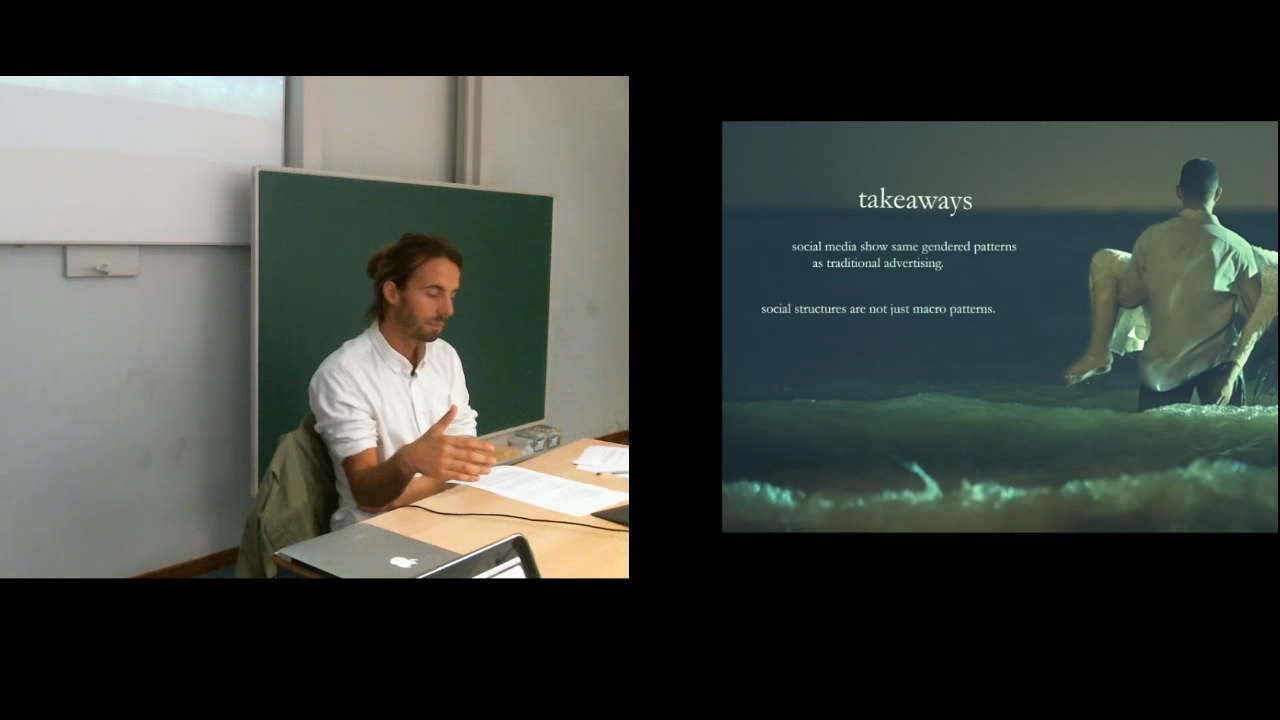 takeaways
social media show same gendered patterns
as traditional advertising.
social structures are not just macro patterns.